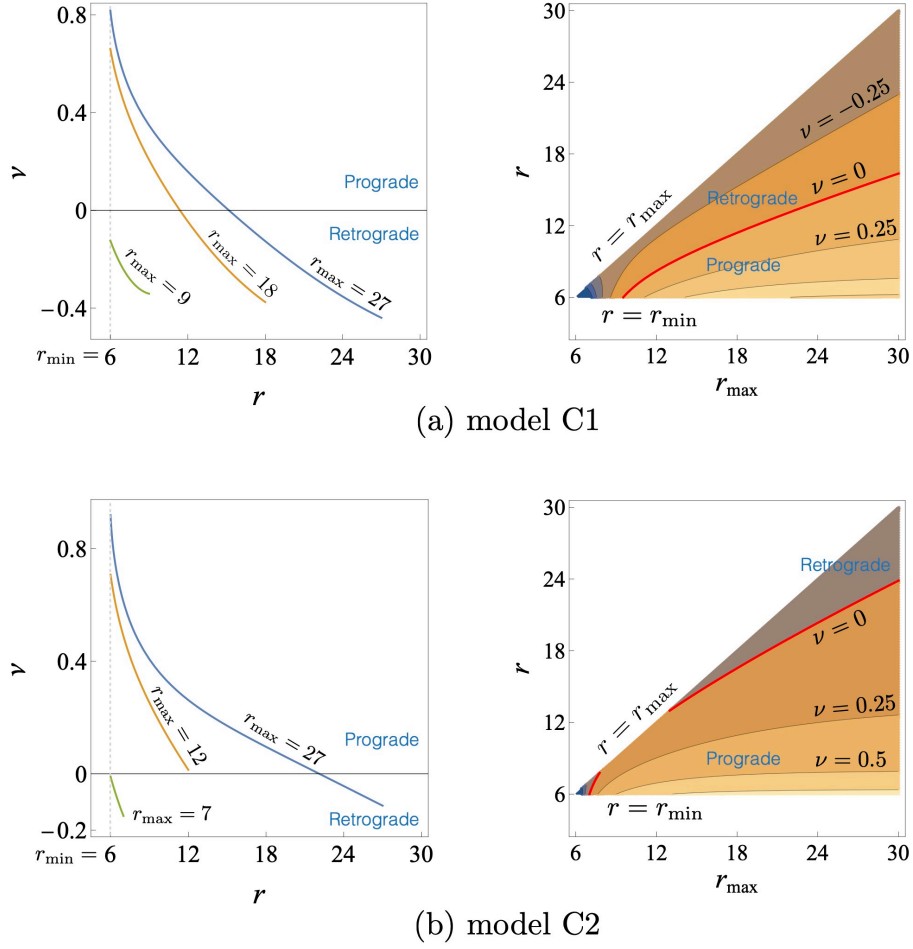 0.8
0.4
0
−0.4
ν
Prograde
Retrograde
r_max = 9
r_max = 18
r_max = 27
r_min = 6 12 18 24 30
r
30
24
18
12
6
r
ν = −0.25
ν = 0
ν = 0.25
Retrograde
Prograde
r = r_max
r = r_min
6 12 18 24 30
r_max
(a) model C1
0.8
0.4
0
−0.2
ν
r_max = 12
r_max = 27
r_max = 7
Prograde
Retrograde
r_min = 6 12 18 24 30
r
30
24
18
12
6
r
Retrograde
ν = 0
ν = 0.25
Prograde
ν = 0.5
r = r_max
r = r_min
6 12 18 24 30
r_max
(b) model C2